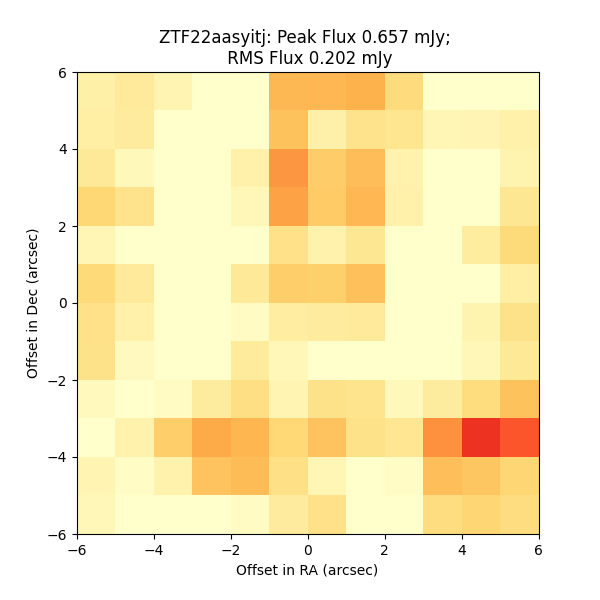 ZTF22aasyitj: Peak Flux 0.657 mJy;
RMS Flux 0.202 mJy
6
4
2
0
−2
−4
−6
Offset in Dec (arcsec)
−6 −4 −2 0 2 4 6
Offset in RA (arcsec)